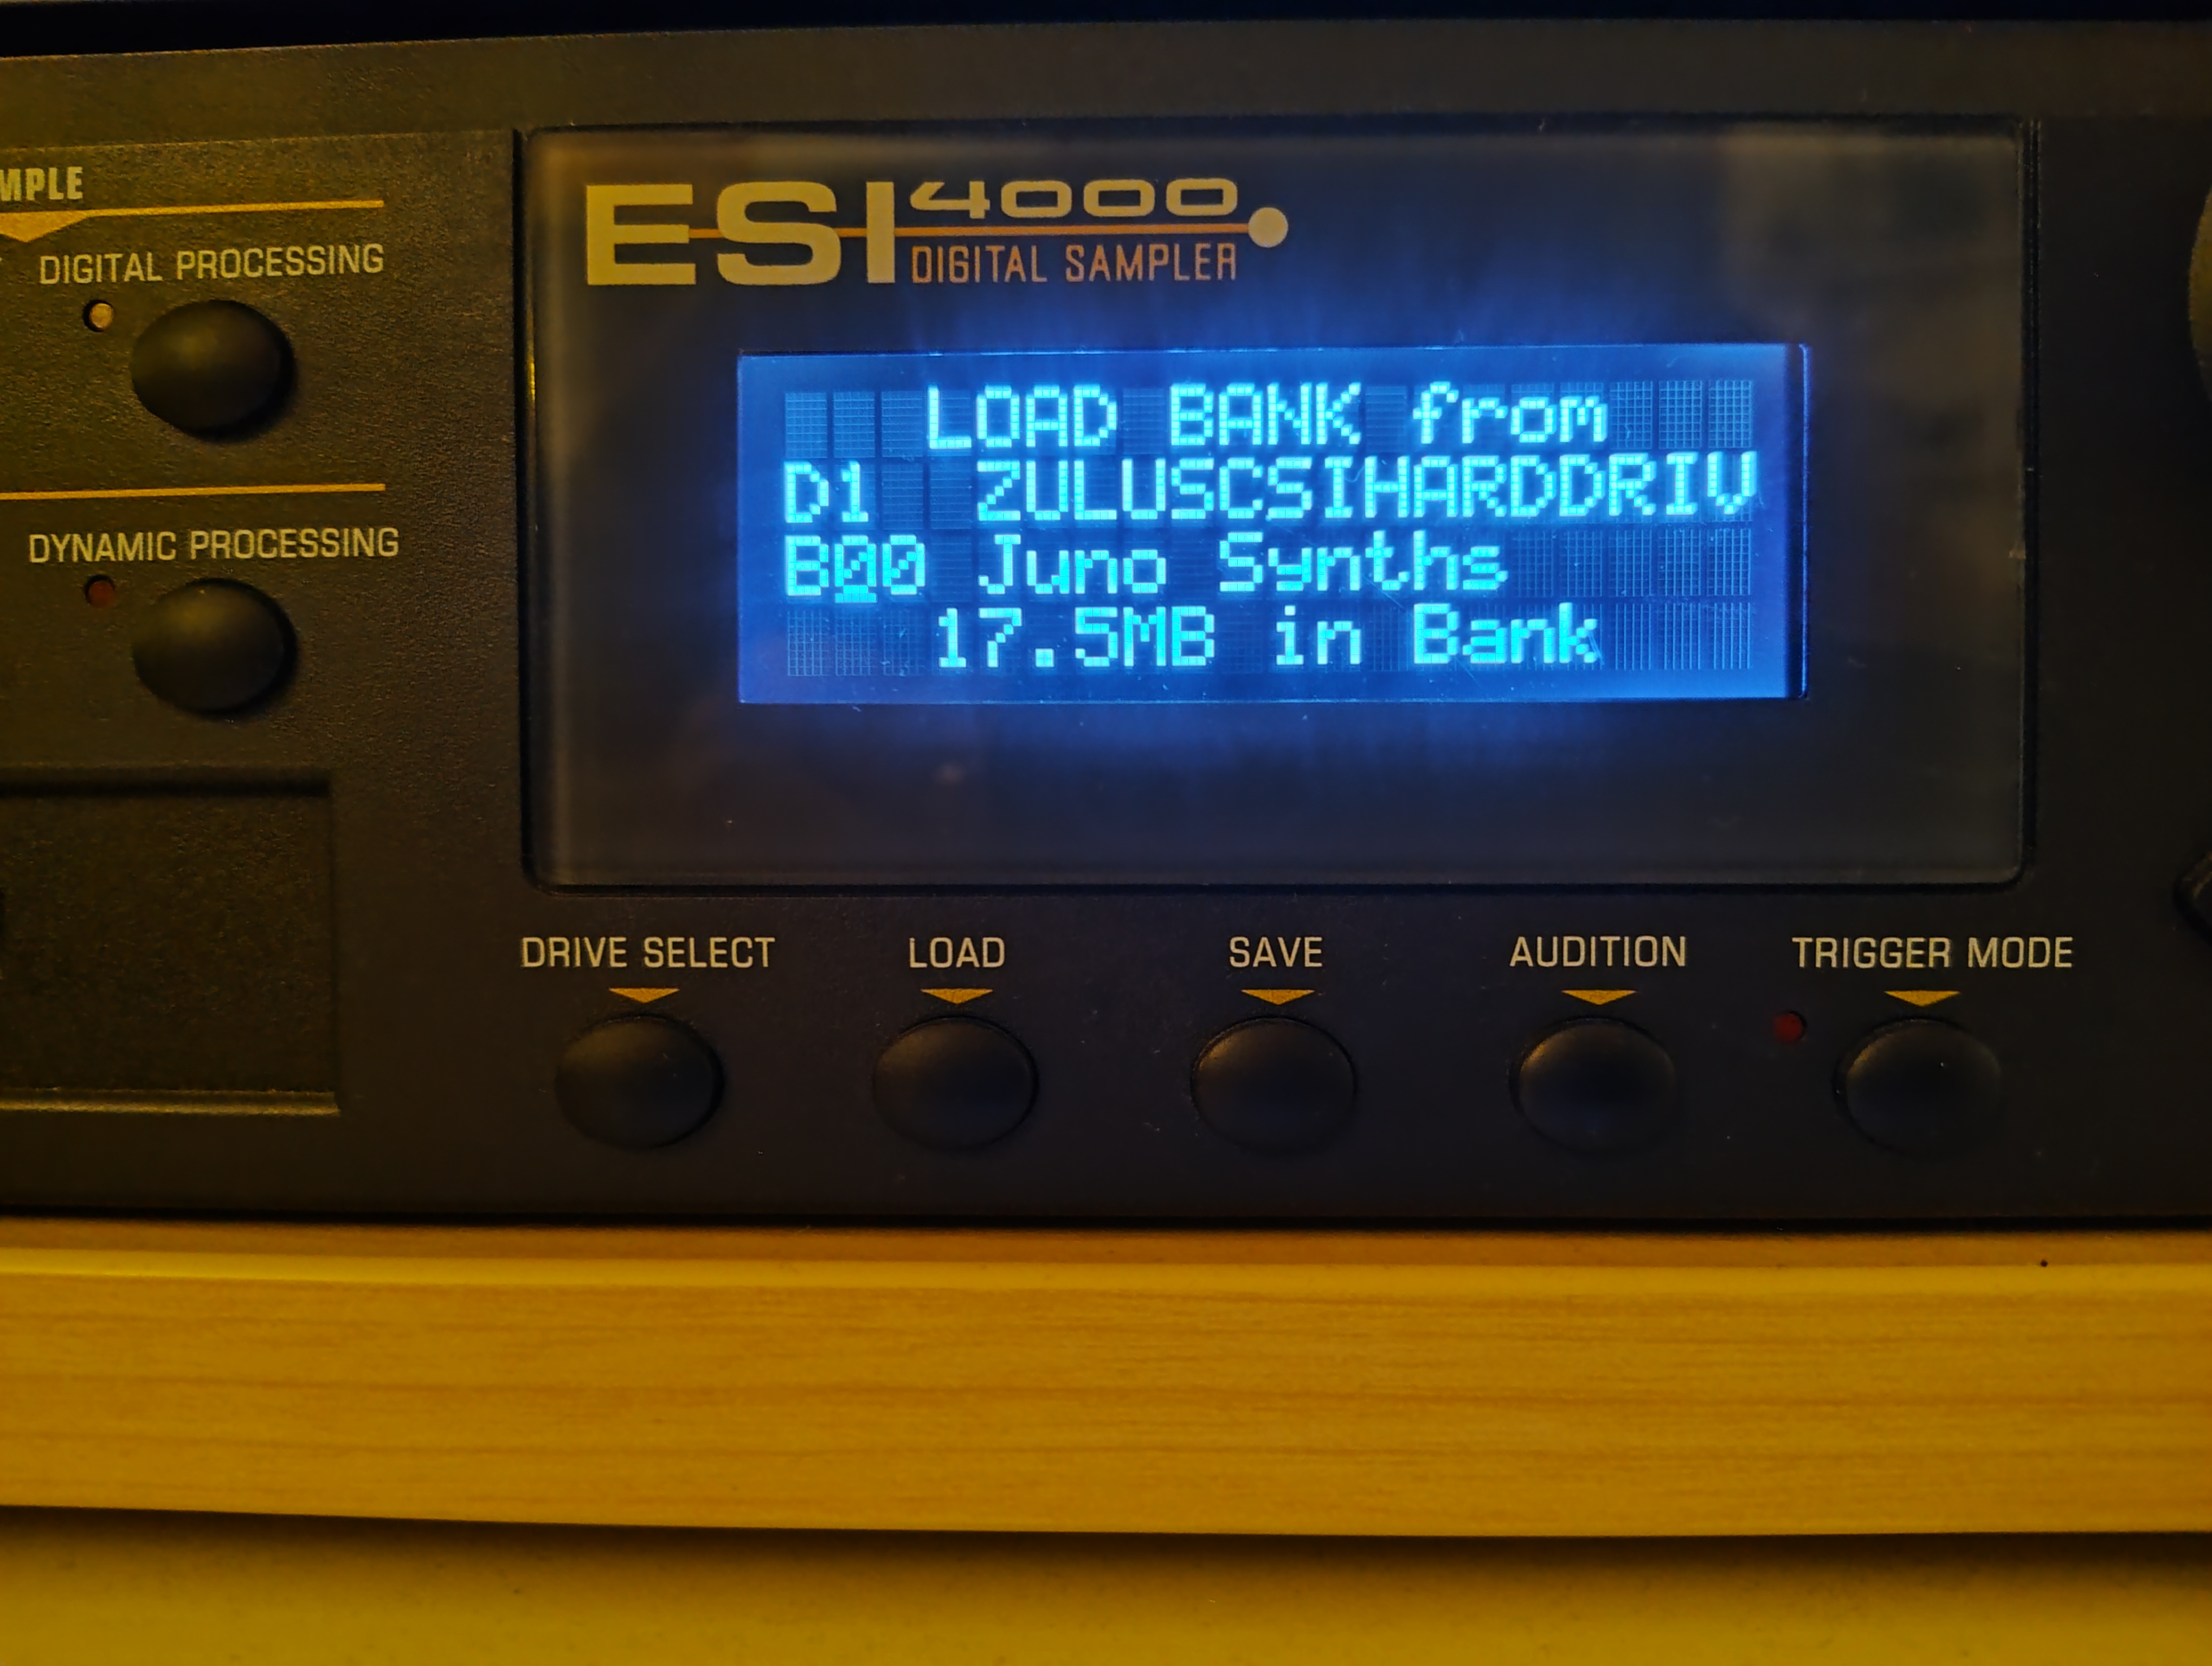 MPLE
DIGITAL PROCESSING
DYNAMIC PROCESSING
ESI 4000
DIGITAL SAMPLER
LOAD BANK from
D1 ZULUSCSIHARDDRIV
B00 Juno Synths
17.5MB in Bank
DRIVE SELECT
LOAD
SAVE
AUDITION
TRIGGER MODE